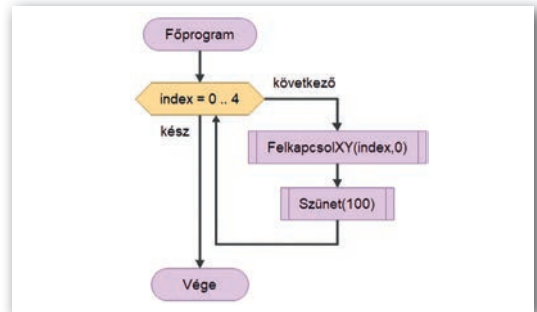 Főprogram
index = 0 .. 4
következő
kész
FelkapcsolXY(index,0)
Szünet(100)
Vége